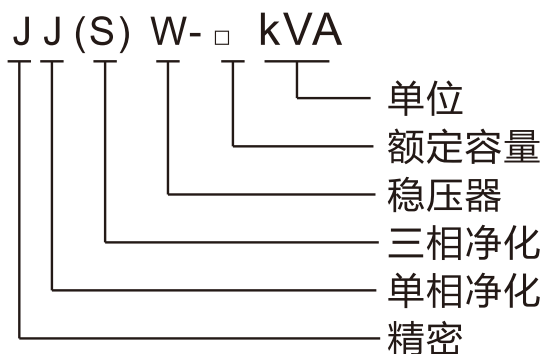 JJ(S) W-□ kVA
单位
额定容量
稳压器
三相净化
单相净化
精密